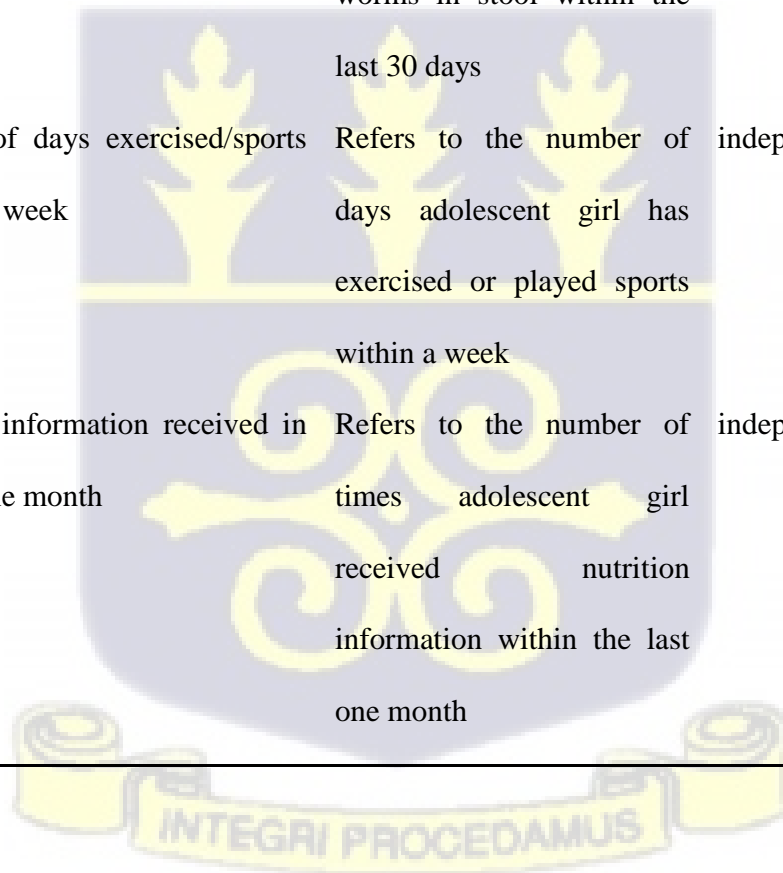 worms in stool within the
last 30 days
of days exercised/sports Refers to the number of
week days adolescent girl has
exercised or played sports
within a week
information received in Refers to the number of
month times adolescent girl
received nutrition
information within the last
one month
INTEGRI PROCEDAMUS